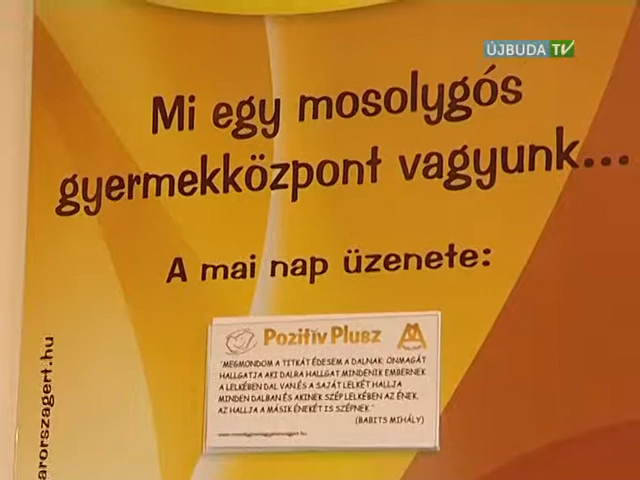 ÚJBUDA TV
Mi egy mosolygós
gyermekközpont vagyunk...
A mai nap üzenete:
Pozitív Plusz
"MEGMONDOM A TITKÁT ÉDESEM A DALNAK: ÖNMAGÁT
HALLGATJA AKI DALRA HALLGAT MINDENIK EMBERNEK
A LELKÉBEN DAL VAN ÉS A SAJÁT LELKÉT HALLJA
MINDEN DALBAN ÉS AKINEK SZÉP LELKÉBEN AZ ÉNEK,
AZ HALLJA A MÁSIK ÉNEKÉT IS SZÉPNEK."
(BABITS MIHÁLY)
arorszagert.hu